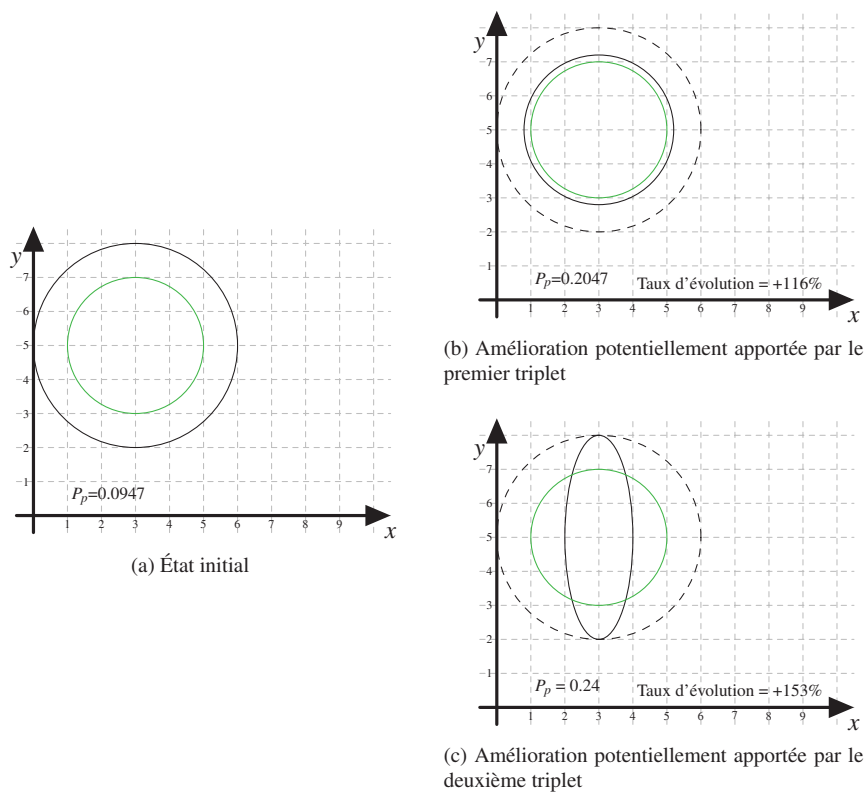 y
7
6
5
4
3
2
1
P_p=0.0947
1 2 3 4 5 6 7 8 9
x
(a) État initial
y
7
6
5
4
3
2
1
P_p=0.2047 Taux d'évolution = +116%
1 2 3 4 5 6 7 8 9
x
(b) Amélioration potentiellement apportée par le
premier triplet
y
7
6
5
4
3
2
1
P_p = 0.24 Taux d'évolution = +153%
1 2 3 4 5 6 7 8 9
x
(c) Amélioration potentiellement apportée par le
deuxième triplet